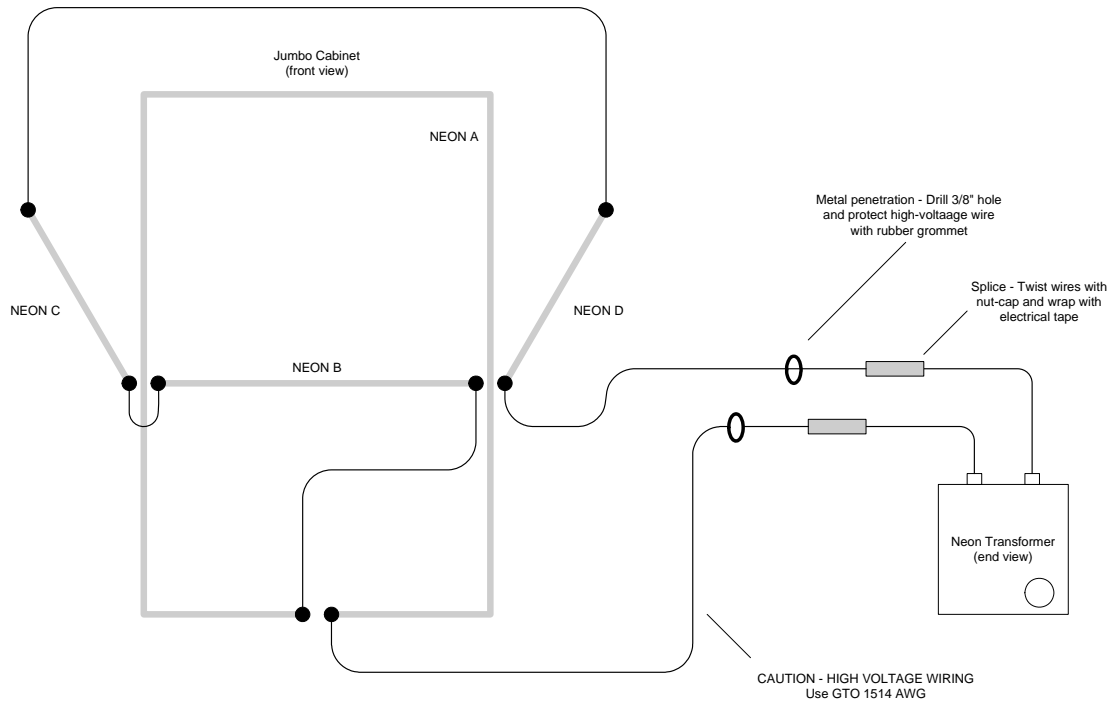 Jumbo Cabinet
(front view)
NEON A
Metal penetration - Drill 3/8" hole
and protect high-voltaage wire
with rubber grommet
Splice - Twist wires with
nut-cap and wrap with
electrical tape
NEON C
NEON D
NEON B
Neon Transformer
(end view)
CAUTION - HIGH VOLTAGE WIRING
Use GTO 1514 AWG